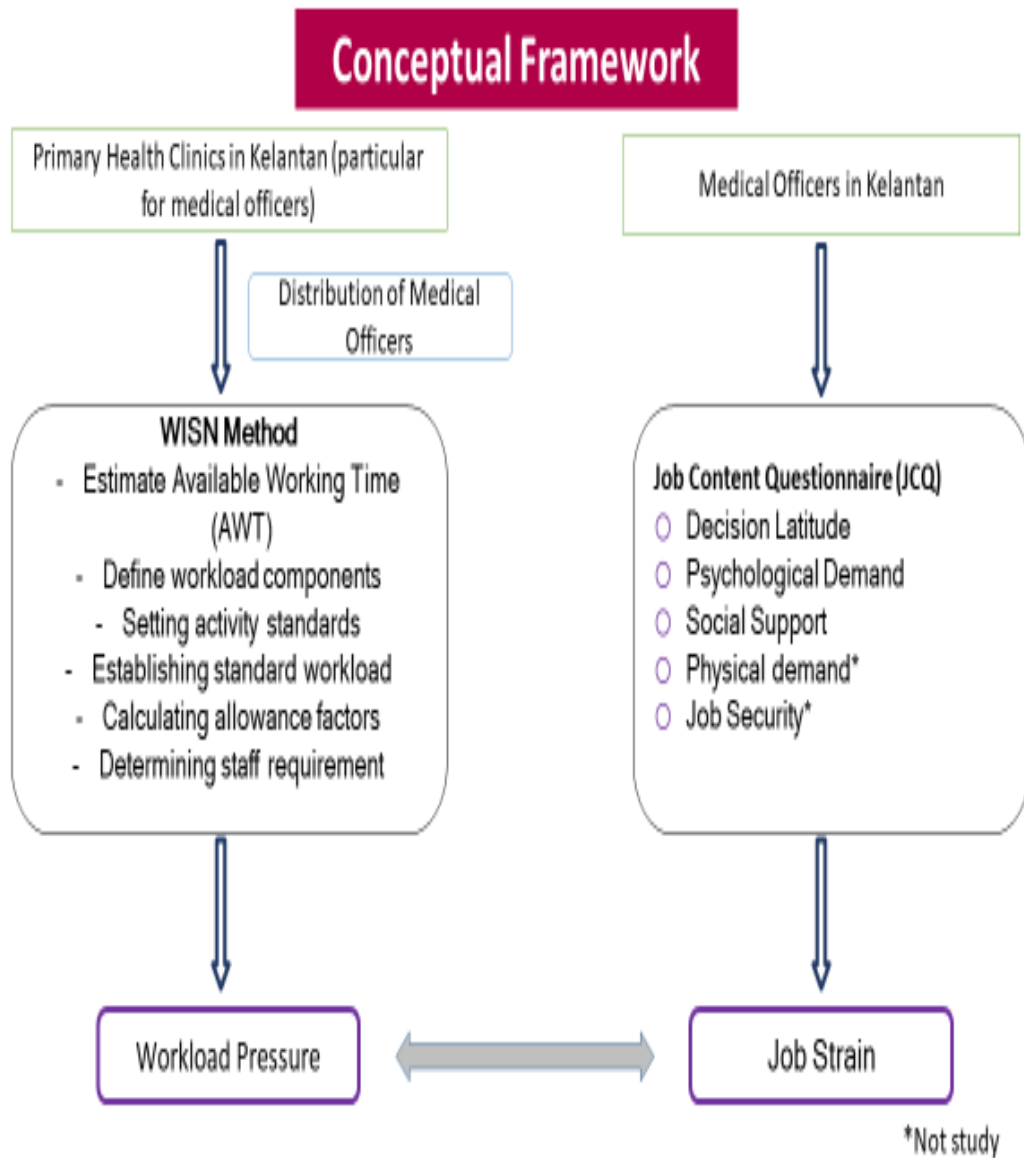 Conceptual Framework
Primary Health Clinics in Kelantan (particular
for medical officers)
Medical Officers in Kelantan
Distribution of Medical
Officers
WISN Method
- Estimate Available Working Time
(AWT)
- Define workload components
- Setting activity standards
- Establishing standard workload
- Calculating allowance factors
- Determining staff requirement
Job Content Questionnaire (JCQ)
Decision Latitude
Psychological Demand
Social Support
Physical demand*
Job Security*
Workload Pressure
Job Strain
*Not study